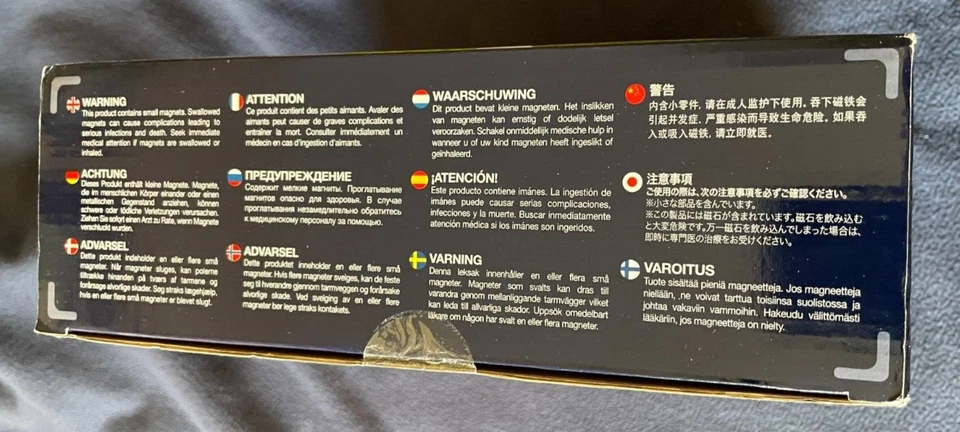 WARNING
This product contains small magnets. Swallowed
magnets can cause complications leading to
serious infections and death. Seek immediate
medical attention if magnets are swallowed or
inhaled.
ATTENTION
Ce produit contient des petits aimants. Avaler des
aimants peut causer de graves complications et
entraîner la mort. Consulter immédiatement un
médecin en cas d'ingestion d'aimants.
WAARSCHUWING
Dit product bevat kleine magneten. Het inslikken
van magneten kan ernstig of dodelijk letsel
veroorzaken. Schakel onmiddelijk medische hulp in
wanneer u of uw kind magneten heeft ingeslikt of
geïnhaleerd.
警告
内含小零件, 请在成人监护下使用。吞下磁铁会
引起并发症, 严重感染而导致生命危险。如果吞
入或吸入磁铁, 请立即就医。
ACHTUNG
Dieses Produkt enthält kleine Magnete. Magnete,
die im menschlichen Körper einander oder einen
metallischen Gegenstand anziehen, können
schwere oder tödliche Verletzungen verursachen.
Ziehen Sie sofort einen Arzt zu Rate, wenn Magnete
verschluckt wurden.
ПРЕДУПРЕЖДЕНИЕ
Содержит мелкие магниты. Проглатывание
магнитов опасно для здоровья. В случае
проглатывания незамедлительно обратитесь
к медицинскому персоналу за помощью.
¡ATENCIÓN!
Este producto contiene imánes. La ingestión de
imánes puede causar serias complicaciones,
infecciones y la muerte. Buscar inmediatamente
atención médica si los imánes son ingeridos.
注意事項
ご使用の際は、次の注意事項を必ずご確認ください。
※小さな部品を含んでいます。
※この製品には磁石が含まれています。磁石を飲み込む
と大変危険です。万一磁石を飲み込んでしまった場合は、
即時に専門医の治療をお受けください。
ADVARSEL
Dette produkt indeholder en eller flere små
magneter. Når magneter sluges, kan polerne
tiltrække hinanden på tværs af tarmene og
forårsage alvorlige skader. Søg straks lægehjælp,
hvis en eller flere små magneter er blevet slugt.
ADVARSEL
Dette produktet inneholder en eller flere små
magneter. Hvis flere magneter sveiges, kan de feste
seg til hverandre gjennom tarmveggen og forårsake
alvorlige skade. Ved svelging av en eller flere
magneter bør lege straks kontaktes.
VARNING
Denna leksak innenhåller en eller flera små
magneter. Magneter som svalts kan dras till
varandra genom mellanliggande tarmvägger vilket
kan leda till allvarliga skador. Uppsök omedelbart
läkare om någon har svalt en eller flera magneter.
VAROITUS
Tuote sisältää pieniä magneetteja. Jos magneetteja
niellään, ne voivat tarttua toisiinsa suolistossa ja
johtaa vakaviin vammoihin. Hakeudu välittömästi
lääkäriin, jos magneetteja on nielty.